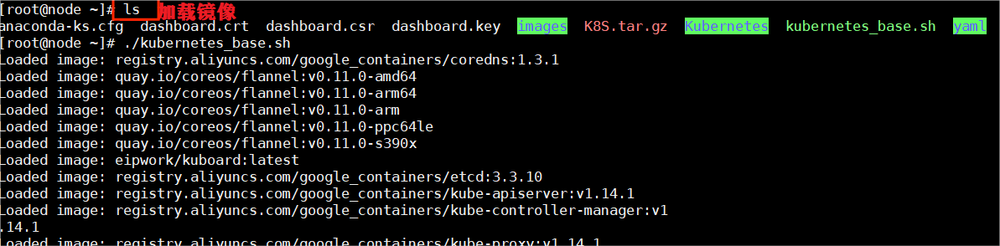 [root@node ~]# ls 加载镜像
anaconda-ks.cfg dashboard.crt dashboard.csr dashboard.key images K8S.tar.gz Kubernetes kubernetes_base.sh yaml
[root@node ~]# ./kubernetes_base.sh
Loaded image: registry.aliyuncs.com/google_containers/coredns:1.3.1
Loaded image: quay.io/coreos/flannel:v0.11.0-amd64
Loaded image: quay.io/coreos/flannel:v0.11.0-arm64
Loaded image: quay.io/coreos/flannel:v0.11.0-arm
Loaded image: quay.io/coreos/flannel:v0.11.0-ppc64le
Loaded image: quay.io/coreos/flannel:v0.11.0-s390x
Loaded image: eipwork/kuboard:latest
Loaded image: registry.aliyuncs.com/google_containers/etcd:3.3.10
Loaded image: registry.aliyuncs.com/google_containers/kube-apiserver:v1.14.1
Loaded image: registry.aliyuncs.com/google_containers/kube-controller-manager:v1
.14.1
Loaded image: registry.aliyuncs.com/google_containers/kube-proxy:v1.14.1